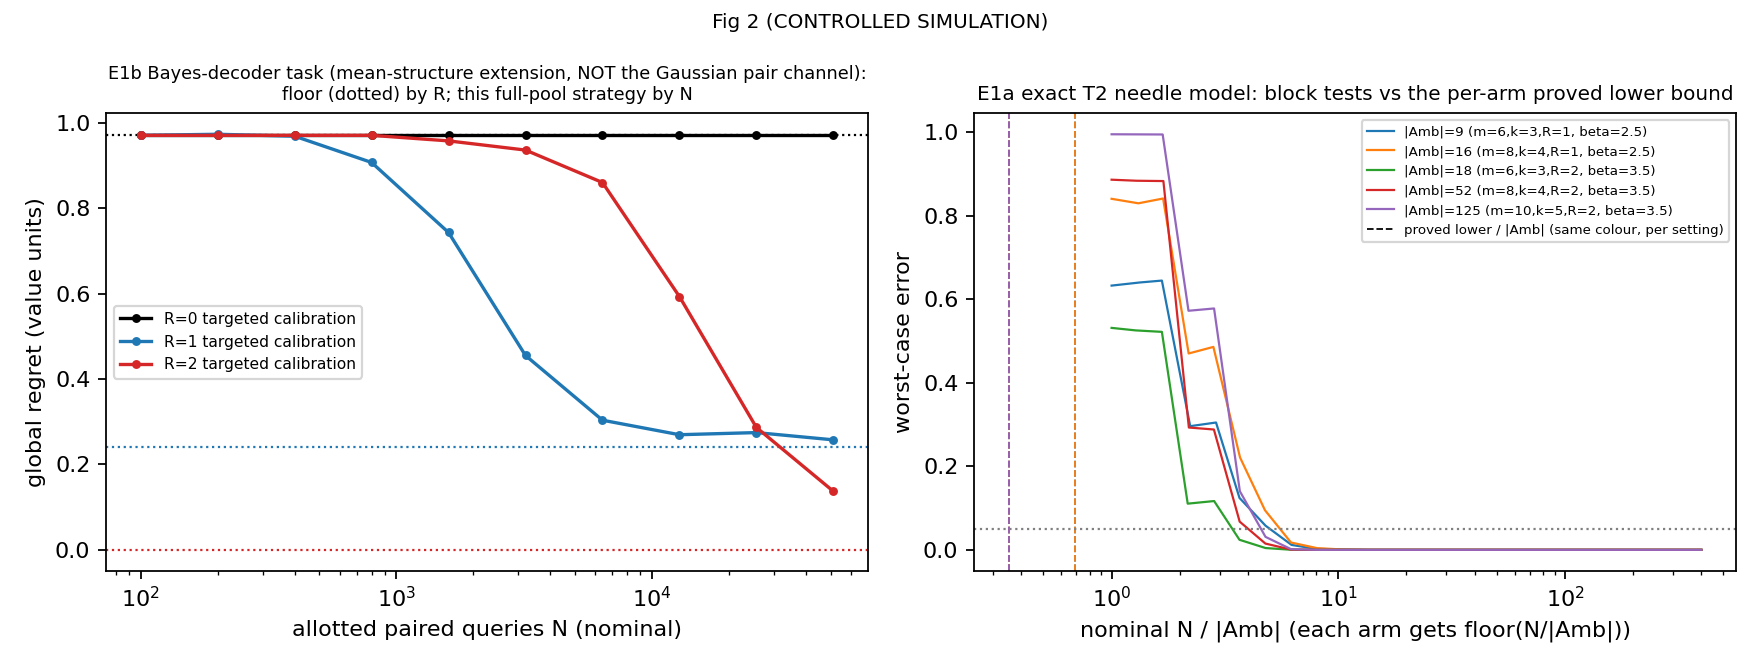 Fig 2 (CONTROLLED SIMULATION)
E1b Bayes-decoder task (mean-structure extension, NOT the Gaussian pair channel):
floor (dotted) by R; this full-pool strategy by N
global regret (value units)
1.0
0.8
0.6
0.4
0.2
0.0
R=0 targeted calibration
R=1 targeted calibration
R=2 targeted calibration
10²
10³
10⁴
allotted paired queries N (nominal)
E1a exact T2 needle model: block tests vs the per-arm proved lower bound
worst-case error
1.0
0.8
0.6
0.4
0.2
0.0
|Amb|=9 (m=6,k=3,R=1, beta=2.5)
|Amb|=16 (m=8,k=4,R=1, beta=2.5)
|Amb|=18 (m=6,k=3,R=2, beta=3.5)
|Amb|=52 (m=8,k=4,R=2, beta=3.5)
|Amb|=125 (m=10,k=5,R=2, beta=3.5)
proved lower / |Amb| (same colour, per setting)
10⁰
10¹
10²
nominal N / |Amb| (each arm gets floor(N/|Amb|))